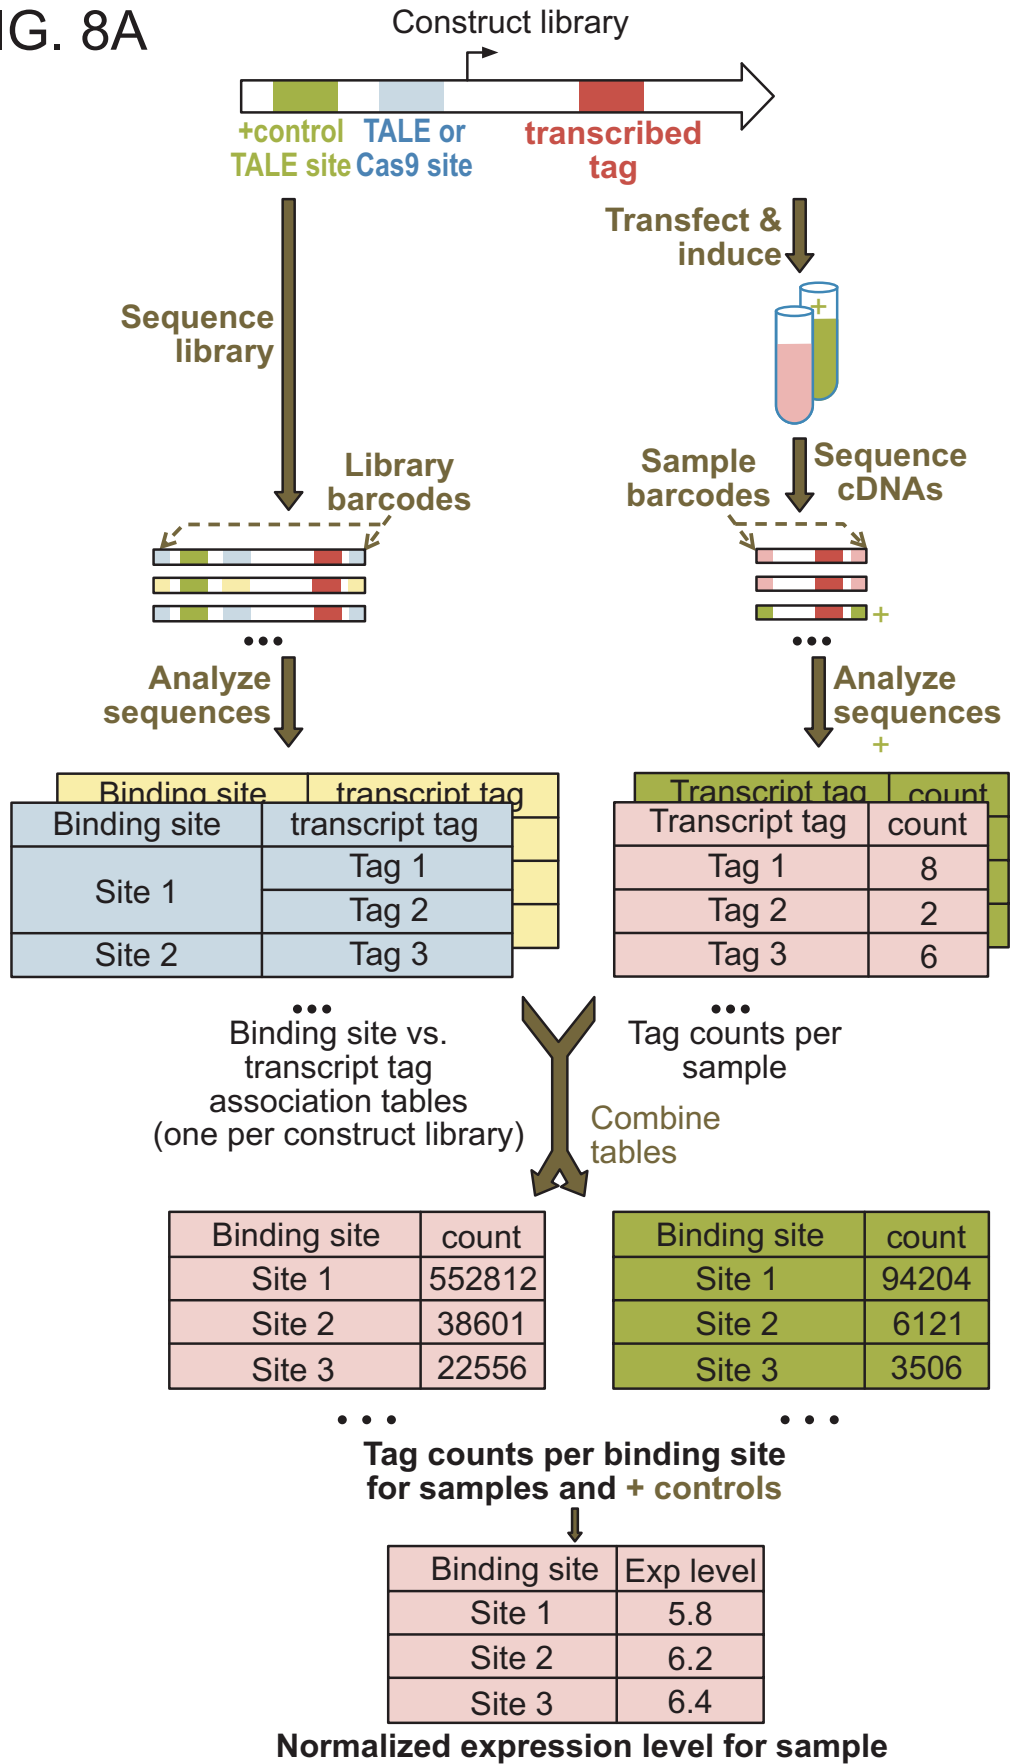 IG. 8A
Construct library
+control
TALE site
TALE or
Cas9 site
transcribed
tag
Transfect &
induce
+
Sequence
library
Library
barcodes
Sample
barcodes
Sequence
cDNAs
+
•••
•••
Analyze
sequences
Analyze
sequences
+
Binding site transcript tag
Binding site transcript tag
Site 1 Tag 1
Tag 2
Site 2 Tag 3
Transcript tag count
Transcript tag count
Tag 1 8
Tag 2 2
Tag 3 6
•••
Binding site vs.
transcript tag
association tables
(one per construct library)
•••
Tag counts per
sample
Combine
tables
Binding site count
Site 1 552812
Site 2 38601
Site 3 22556
• • •
Binding site count
Site 1 94204
Site 2 6121
Site 3 3506
• • •
Tag counts per binding site
for samples and + controls
Binding site Exp level
Site 1 5.8
Site 2 6.2
Site 3 6.4
Normalized expression level for sample